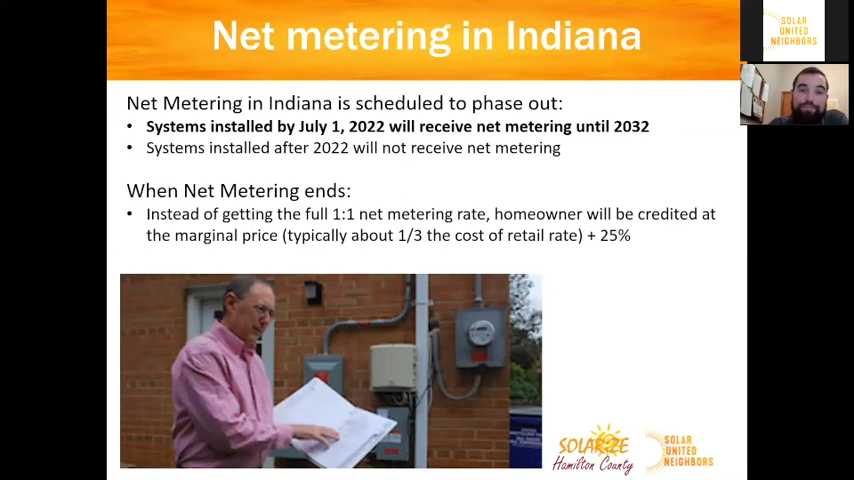 Net metering in Indiana
SOLAR
UNITED
NEIGHBORS
Net Metering in Indiana is scheduled to phase out:
• Systems installed by July 1, 2022 will receive net metering until 2032
• Systems installed after 2022 will not receive net metering
When Net Metering ends:
• Instead of getting the full 1:1 net metering rate, homeowner will be credited at
the marginal price (typically about 1/3 the cost of retail rate) + 25%
SOLARIZE
Hamilton County
SOLAR
UNITED
NEIGHBORS